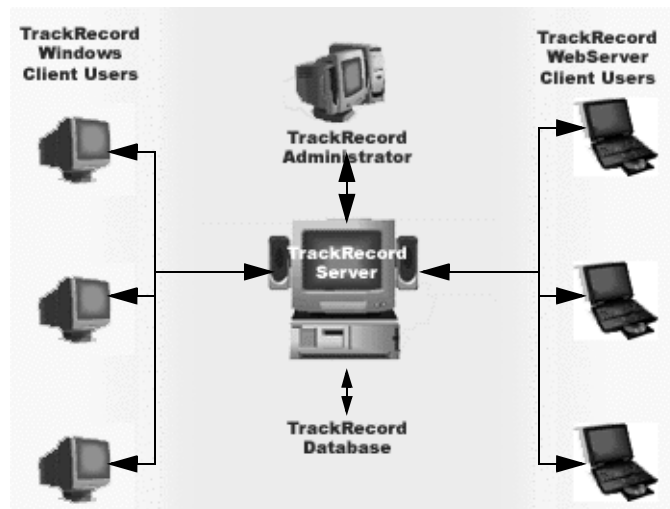 TrackRecord
Windows
Client Users
TrackRecord
Administrator
TrackRecord
WebServer
Client Users
TrackRecord
Server
TrackRecord
Database